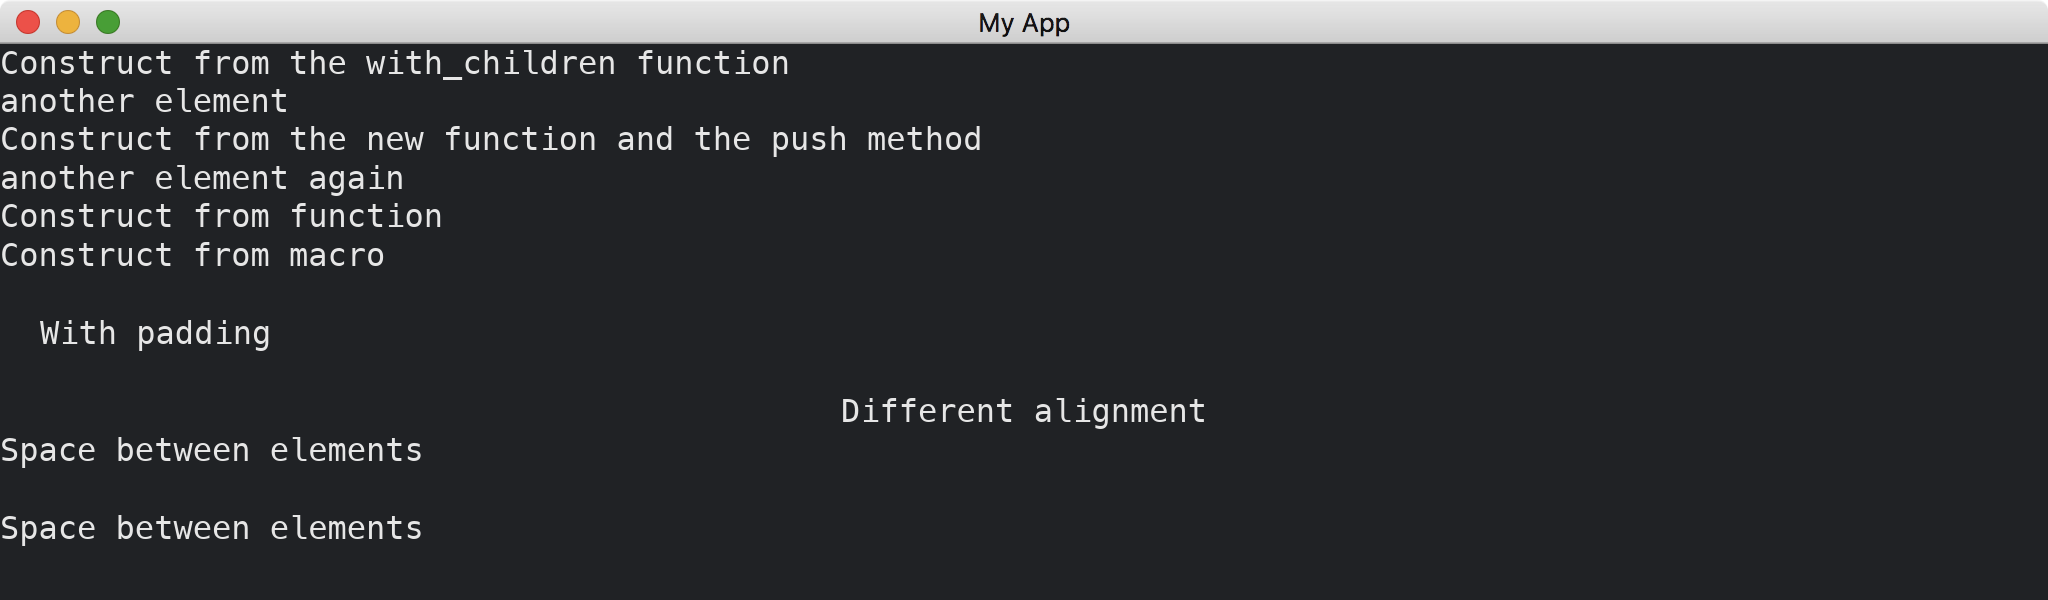 My App
Construct from the with_children function
another element
Construct from the new function and the push method
another element again
Construct from function
Construct from macro
With padding
Different alignment
Space between elements
Space between elements